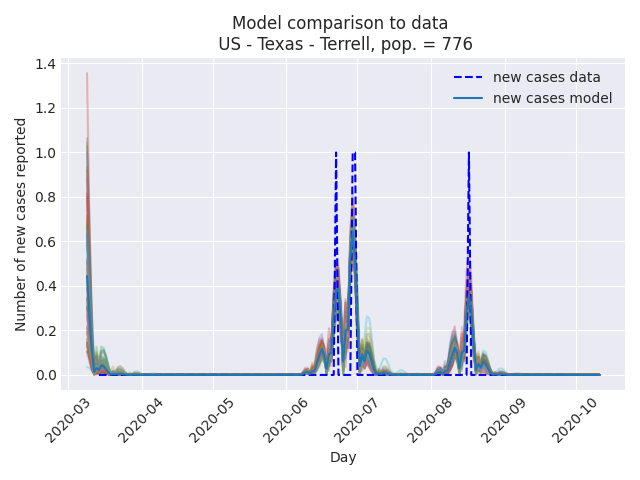 Model comparison to data
US - Texas - Terrell, pop. = 776
new cases data
new cases model
Number of new cases reported
1.4
1.2
1.0
0.8
0.6
0.4
0.2
0.0
2020-03
2020-04
2020-05
2020-06
2020-07
2020-08
2020-09
2020-10
Day